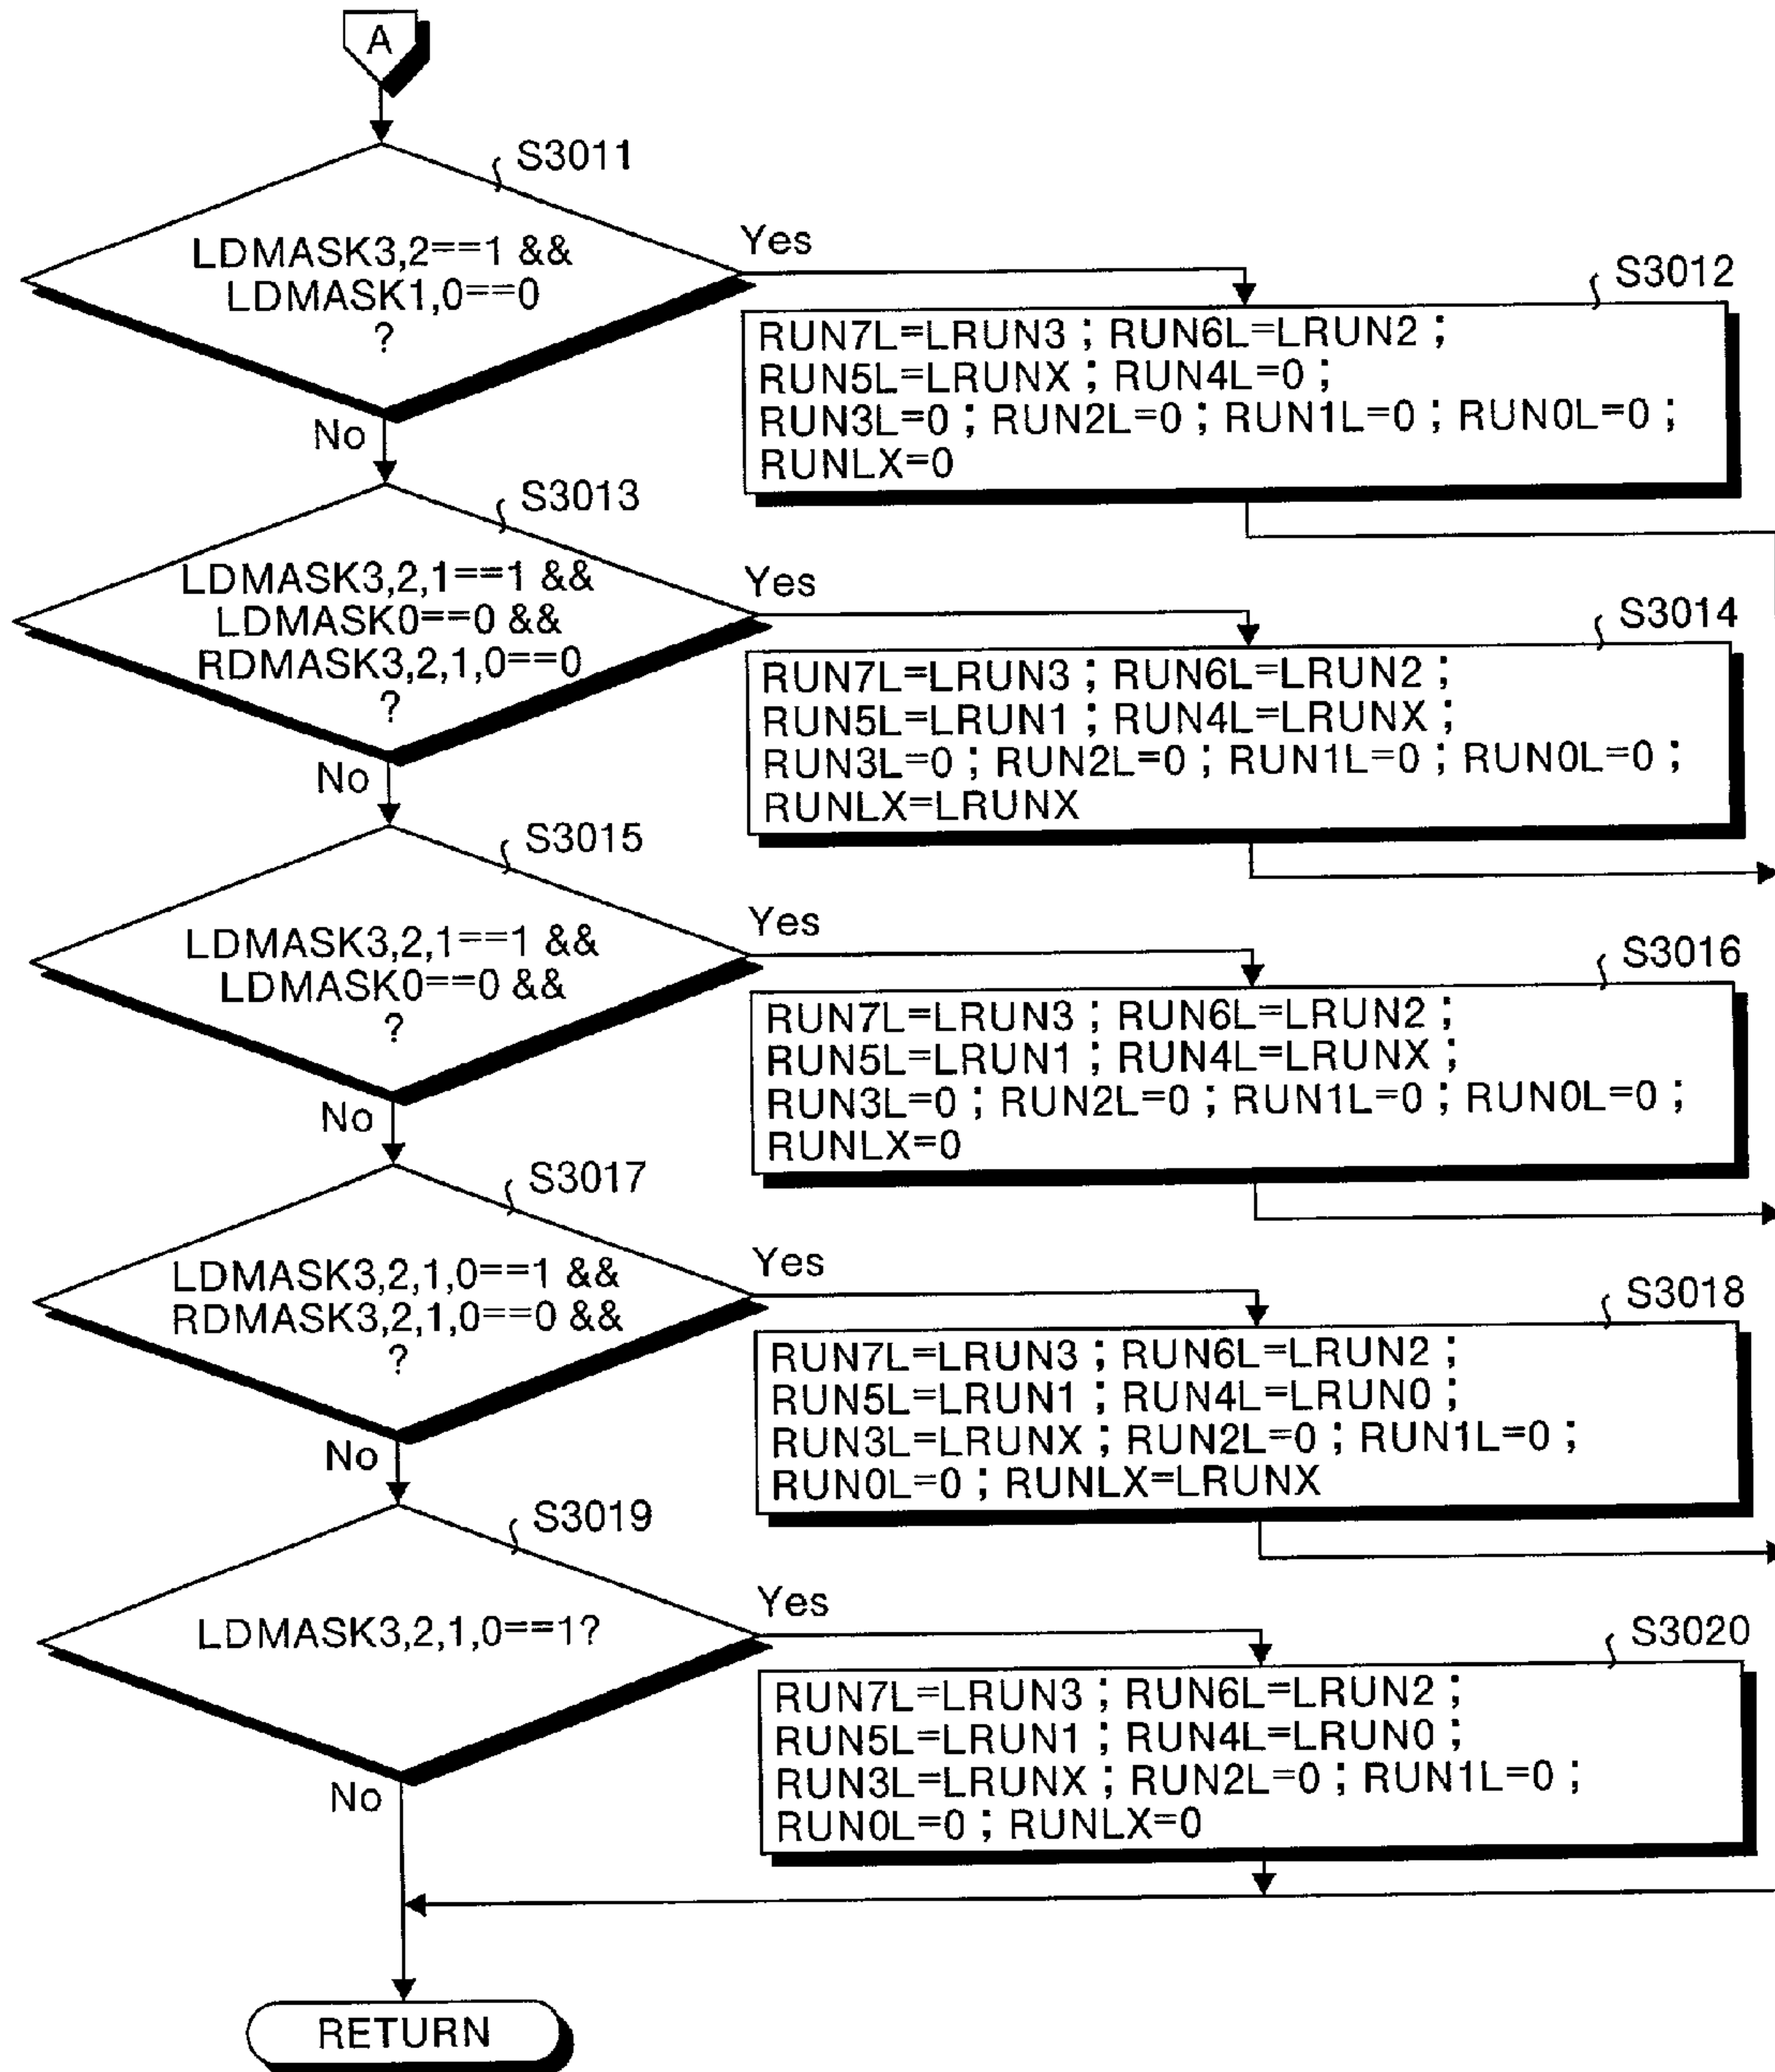 A
S3011
LDMASK3,2==1 &&
LDMASK1,0==0
?
Yes
No
S3012
RUN7L=LRUN3 ; RUN6L=LRUN2 ;
RUN5L=LRUNX ; RUN4L=0 ;
RUN3L=0 ; RUN2L=0 ; RUN1L=0 ; RUN0L=0 ;
RUNLX=0
S3013
LDMASK3,2,1==1 &&
LDMASK0==0 &&
RDMASK3,2,1,0==0
?
Yes
No
S3014
RUN7L=LRUN3 ; RUN6L=LRUN2 ;
RUN5L=LRUN1 ; RUN4L=LRUNX ;
RUN3L=0 ; RUN2L=0 ; RUN1L=0 ; RUN0L=0 ;
RUNLX=LRUNX
S3015
LDMASK3,2,1==1 &&
LDMASK0==0 &&
?
Yes
No
S3016
RUN7L=LRUN3 ; RUN6L=LRUN2 ;
RUN5L=LRUN1 ; RUN4L=LRUNX ;
RUN3L=0 ; RUN2L=0 ; RUN1L=0 ; RUN0L=0 ;
RUNLX=0
S3017
LDMASK3,2,1,0==1 &&
RDMASK3,2,1,0==0 &&
?
Yes
No
S3018
RUN7L=LRUN3 ; RUN6L=LRUN2 ;
RUN5L=LRUN1 ; RUN4L=LRUN0 ;
RUN3L=LRUNX ; RUN2L=0 ; RUN1L=0 ;
RUN0L=0 ; RUNLX=LRUNX
S3019
LDMASK3,2,1,0==1?
Yes
No
S3020
RUN7L=LRUN3 ; RUN6L=LRUN2 ;
RUN5L=LRUN1 ; RUN4L=LRUN0 ;
RUN3L=LRUNX ; RUN2L=0 ; RUN1L=0 ;
RUN0L=0 ; RUNLX=0
RETURN